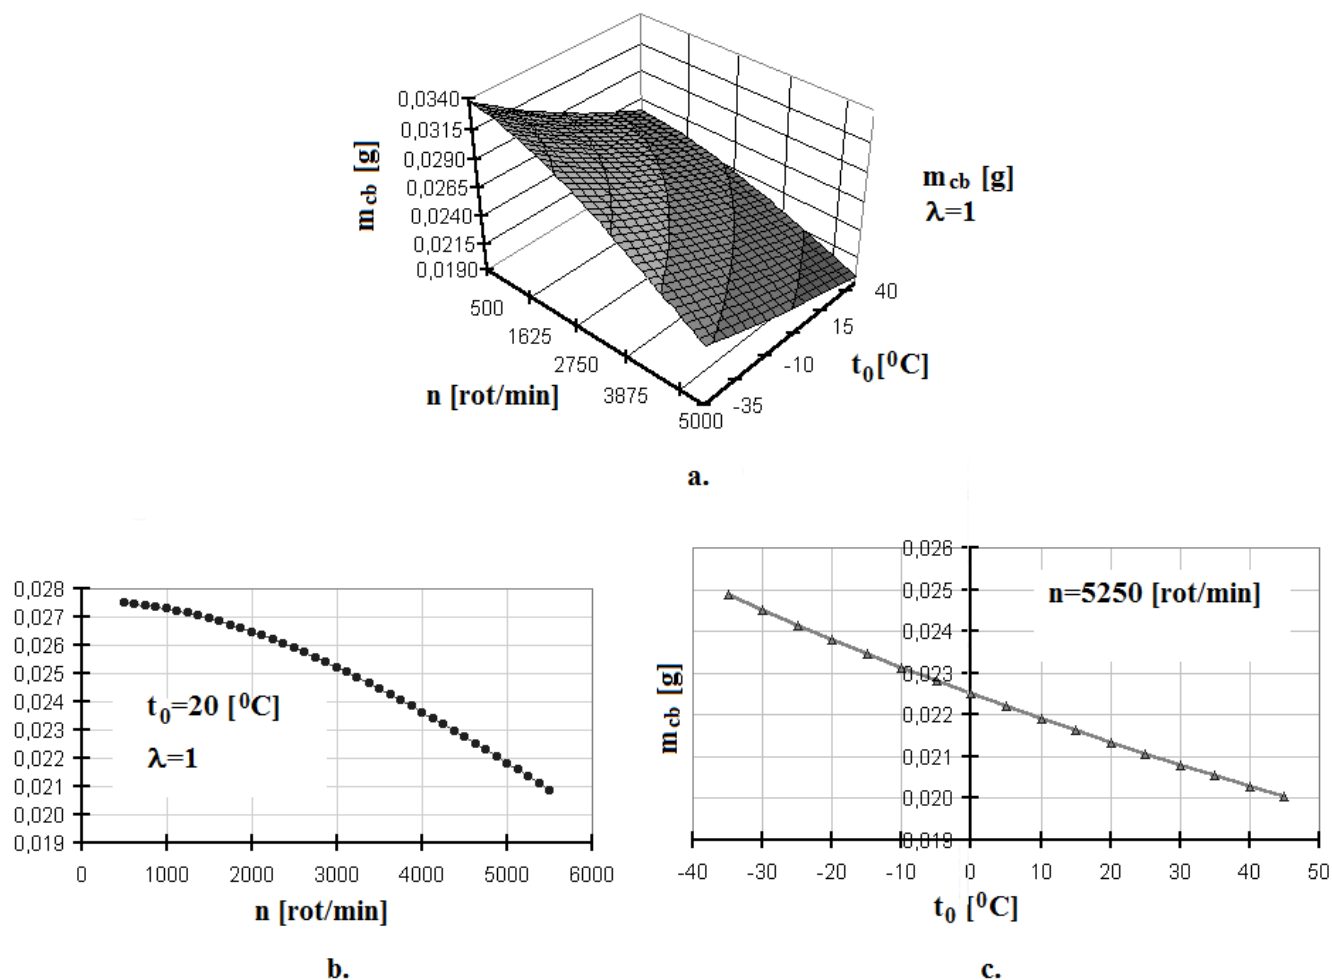 0,0340
0,0315
0,0290
0,0265
0,0240
0,0215
0,0190
m cb [g]
m cb [g]
λ=1
500
1625
2750
3875
5000
n [rot/min]
40
15
-10
-35
t0[⁰C]
a.
0,028
0,027
0,026
0,025
0,024
0,023
0,022
0,021
0,020
0,019
t0=20 [⁰C]
λ=1
0 1000 2000 3000 4000 5000 6000
n [rot/min]
b.
0,026
0,025
0,024
0,023
0,022
0,021
0,020
0,019
n=5250 [rot/min]
m cb [g]
-40 -30 -20 -10 0 10 20 30 40 50
t0 [⁰C]
c.